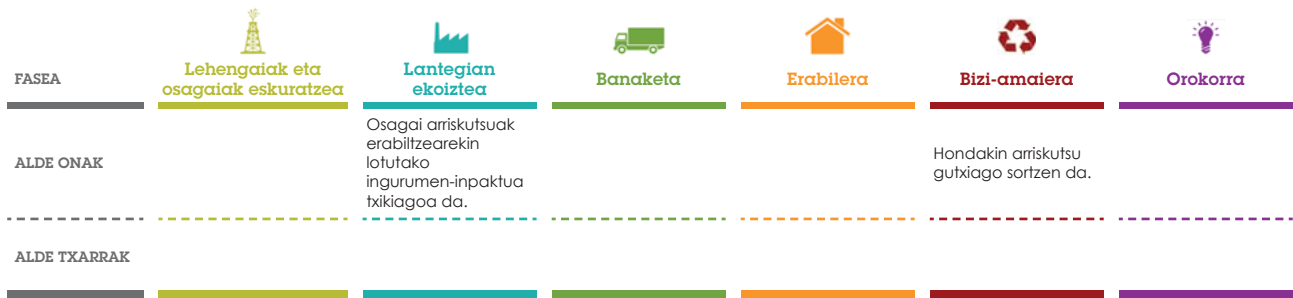 FASEA
Lehengaiak eta
osagaiak eskuratzea
Lantegian
ekoiztea
Banaketa
Erabilera
Bizi-amaiera
Orokorra
ALDE ONAK
Osagai arriskutsuak
erabiltzearekin
lotutako
ingurumen-inpaktua
txikiagoa da.
Hondakin arriskutsu
gutxiago sortzen da.
ALDE TXARRAK